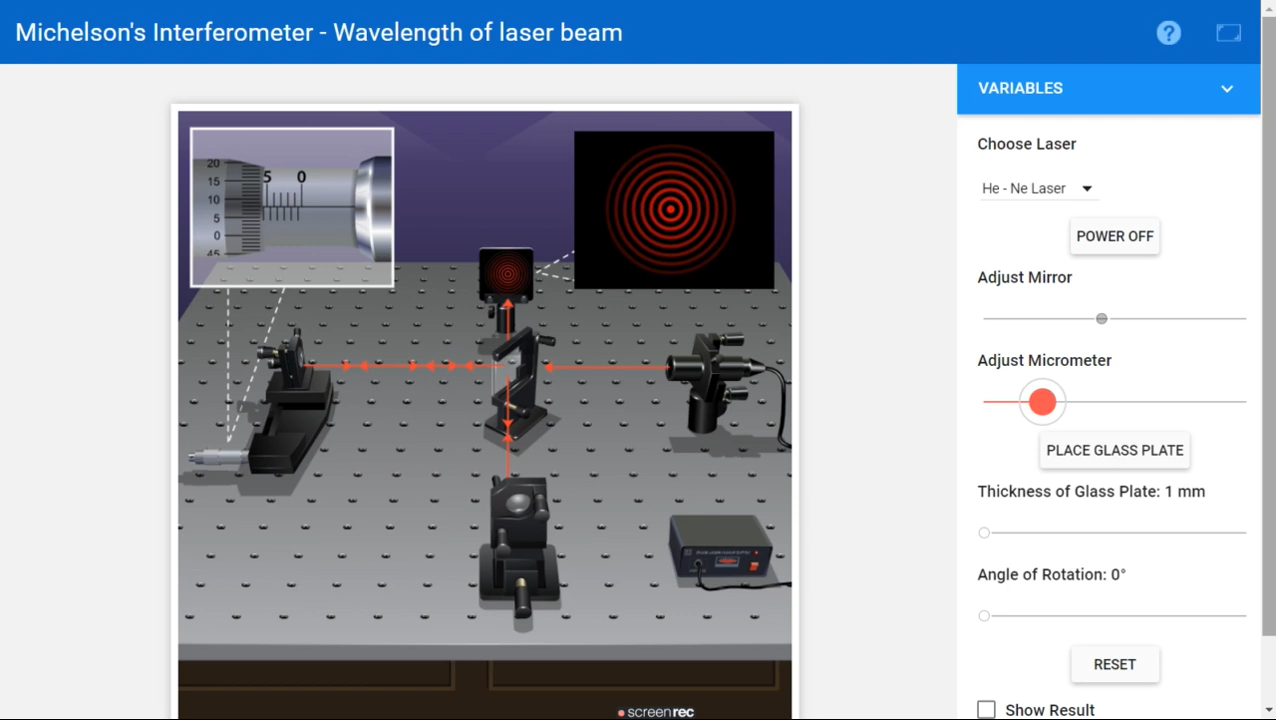 Michelson's Interferometer - Wavelength of laser beam
?
VARIABLES
Choose Laser
He - Ne Laser
POWER OFF
Adjust Mirror
Adjust Micrometer
PLACE GLASS PLATE
Thickness of Glass Plate: 1 mm
Angle of Rotation: 0°
RESET
Show Result
20
15
10
5
0
45
5 0
screenrec